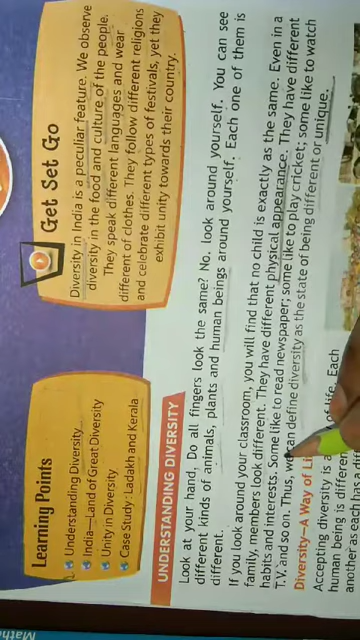 Learning Points
Understanding Diversity
India—Land of Great Diversity
Unity in Diversity
Case Study : Ladakh and Kerala
Get Set Go
Diversity in India is a peculiar feature. We observe
diversity in the food and culture of the people.
They speak different languages and wear
different of clothes. They follow different religions
and celebrate different types of festivals, yet they
exhibit unity towards their country.
UNDERSTANDING DIVERSITY
Look at your hand. Do all fingers look the same? No. look around yourself. You can see
different kinds of animals, plants and human beings around yourself. Each one of them is
different.
If you look around your classroom, you will find that no child is exactly as the same. Even in a
family, members look different. They have different physical appearance. They have different
habits and interests. Some like to read newspaper; some like to play cricket; some like to watch
T.V. and so on. Thus, we can define diversity as the state of being different or unique.
Diversity–A Way of
Accepting diversity is a of life. Each
human being is
another as each
Math